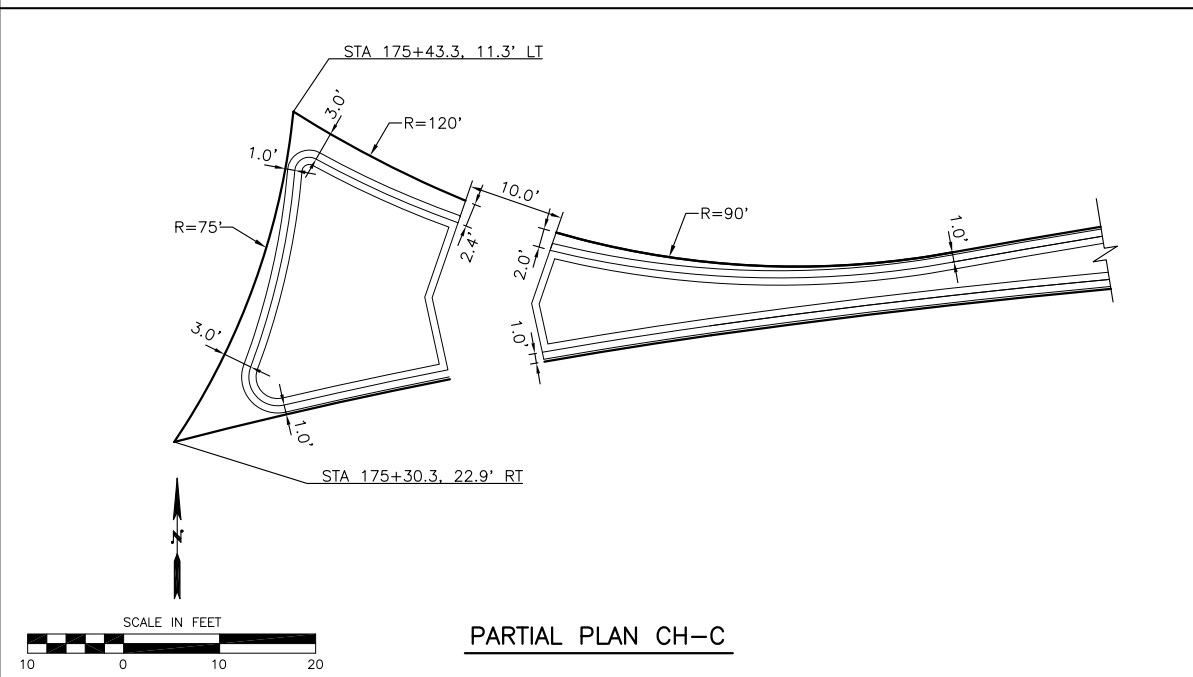 STA 175+43.3, 11.3' LT
3.0'
R=120'
1.0'
10.0'
R=75'
2.4'
R=90'
2.0'
1.0'
3.0'
1.0'
1.0'
STA 175+30.3, 22.9' RT
N
SCALE IN FEET
10 0 10 20
PARTIAL PLAN CH-C